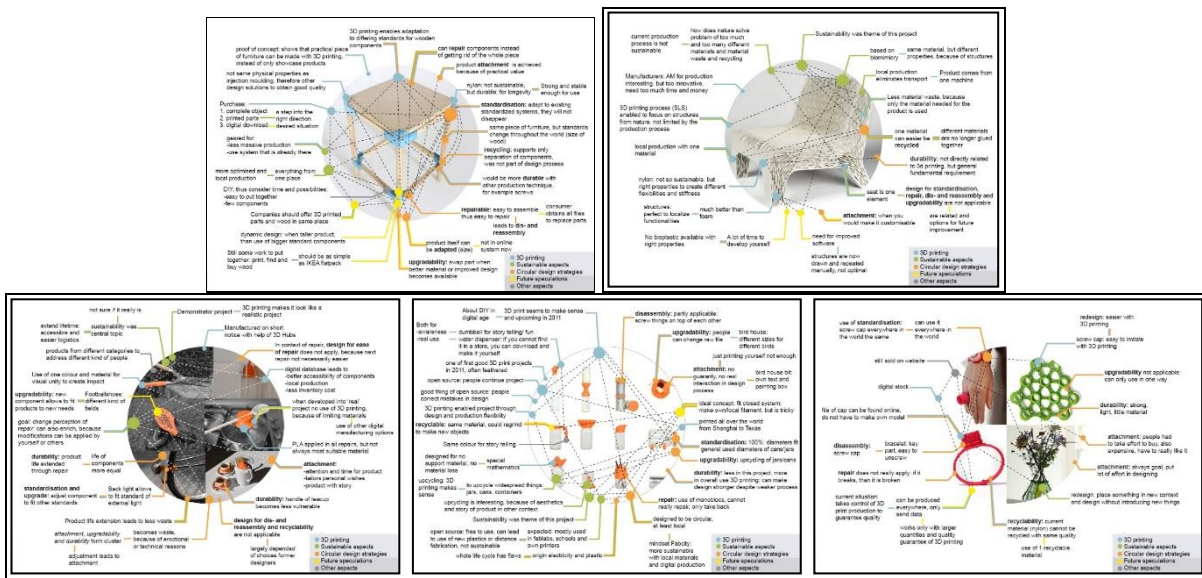 3D printing enables adaptation
to differing standards for wooden
components
proof of concept: shows that practical piece
of furniture can be made with 3D printing,
instead of only showcase products
not same physical properties as
injection moulding, therefore other
design solutions to obtain good quality
Purchase:
1. complete object
2. printed parts
3. digital download
a step into the
right direction
desired situation
geared for:
-less massive production
-use system that is already there
more optimised and
local production
everything from
one place
DIY, thus consider time and possibilities:
-easy to put together
-few components
Companies should offer 3D printed
parts and wood in same place
dynamic design: when taller product,
than use of bigger standard components
Still some work to put
together: print, find and
buy wood
should be as simple
as IKEA flatpack
can repair components instead
of getting rid of the whole piece
product attachment is achieved
because of practical value
nylon: not sustainable,
but durable; for longevity
Strong and stable
enough for use
standardisation: adapt to existing
standardized systems, they will not
disappear
same piece of furniture, but standards
change throughout the world (size of
wood)
recycling: supports only
separation of components,
was not part of design process
would be more durable with
other production technique,
for example screws
repairable: easy to assemble
thus easy to repair
consumer
obtains all files
to replace parts
leads to dis- and
reassembly
product itself can
be adapted (size)
not in online
system now
upgradability: swap part when
better material or improved design
becomes available
3D printing
Sustainable aspects
Circular design strategies
Future speculations
Other aspects
current production
process is not
sustainable
how does nature solve
problem of too much
and too many different
materials and material
waste and recycling
Sustainability was theme of this project
based on
biomimicry
same material, but different
properties, because of structures
local production
eliminates transport
Product comes from
one machine
Manufacturers: AM for production
interesting, but too innovative,
need too much time and money
Less material waste, because
only the material needed for the
product is used
3D printing process (SLS)
enabled to focus on structures
from nature, not limited by the
production process
one material
can easier be
recycled
different materials
are no longer glued
together
local production with one
material
durability: not directly related
to 3d printing, but general
fundamental requirement
nylon: not so sustainable, but
right properties to create different
flexibilities and stiffness
seat is one
element
design for standardisation,
repair, dis- and reassembly and
upgradability are not applicable
structures:
perfect to localize
functionalities
much better than
foam
attachment: when you
would make it customisable
are related and
options for future
improvement
No bioplastic available with
right properties
A lot of time to
develop yourself
need for improved
software
structures are now
drawn and repeated
manually, not optimal
3D printing
Sustainable aspects
Circular design strategies
Future speculations
Other aspects
not sure if it really is
Demonstrator project
3D printing makes it look like a
realistic project
extend lifetime:
accessible and
easier logistics
sustainability was
central topic
Manufactured on short
notice with help of 3D Hubs
products from different categories to
address different kind of people
In context of repair, design for ease
of repair does not apply, because next
repair not necessarily easier
Use of one colour and material for
visual unity to create impact
digital database leads to
-better accessibility of components
-local production
-less inventory cost
upgradability: new
component allows to fit
products to new needs
Footballshoes:
different kind of
fields
when developed into 'real'
project no use of 3D printing,
because of limiting materials
use of other digital
manufacturing options
goal: change perception of
repair: can also enrich, because
modifications can be applied by
yourself or others
PLA applied in all repairs, but not
always most suitable material
durability: product
life extended
through repair
life of
components
more equal
attachment:
-attention and time for product
-tailors personal wishes
-product with story
standardisation and
upgrade: adjust component
to fit other standards
Back light allows
to fit standard of
external light
durability: handle of teacup
becomes less vulnerable
Product life extension leads to less waste
becomes waste,
because of emotional
or technical reasons
design for dis- and
reassembly and recyclability
are not applicable
attachment, upgradability
and durability form cluster
adjustment leads to
attachment
largely depended of
choices former
designers
3D printing
Sustainable aspects
Circular design strategies
Future speculations
Other aspects
About DIY in
digital age
3D print seems to make sense
and upcoming in 2011
disassembly: partly applicable:
screw things on top of each other
Both for
-awareness
-real use
dumbbell for story telling: fun
water dispenser: if you cannot find
it in a store, you can download and
make it yourself
upgradability: people
can change raw file
bird house:
different sizes for
different birds
one of first good 3D print projects
in 2011, often feathered
just printing yourself not enough
attachment: no
guaranty, no real
interaction in design
process
bird house bit:
own text and
painting box
open source: people continue project
good thing of open source: people
correct mistakes in design
ideal concept: fit closed system:
make own/local filament, but is tricky
3D printing enabled project through
design and production flexibility
printed all over the world
from Shanghai to Texas
recyclable: same material, could regrind
to make new objects
standardisation: 100%; diameters fit
general used diameters of cans/jars
Same colour for story telling
upgradability of jerrycans
designed for
no support material, no
material loss
special
mathematics
durability: less in this project, more
in overall use 3D printing: can make
design stronger despite weaker process
upcycling: 3D
printing makes
sense
to upcycle widespread things:
jars, cans, containers
upcycling is interesting, because of aesthetics
and story of product in other context
repair: use of monobloc, cannot
really repair, only take back
Sustainability was theme of this project
designed to be circular,
at least local
open source: free to use, can lead
to use of new plastics or distance
fabrication, not sustainable
expected: mostly used
in fablabs, schools and
own printers
mindset Fabcity:
more sustainable
with local materials
and digital production
whole life cycle has flaws
origin electricity and plastic
3D printing
Sustainable aspects
Circular design strategies
Future speculations
Other aspects
use of standardisation:
screw cap everywhere in
the world the same
can use it
everywhere in
the world
redesign: easier with
3D printing
screw cap: easy to imitate
with 3D printing
still sold on website
upgradability not applicable:
can only use in one way
digital stock
durability: strong,
light, little material
file of cap can be found online,
do not have to make own model
attachment: people had
to take effort to buy, also
expensive, have to really like it
disassembly:
screw cap
bracelet: key
part, easy to
unscrew
attachment: always goal, put
lot of effort in designing
repair does not really apply: if it
breaks, than it is broken
redesign: place something in new context
and design without introducing new things
current situation:
takes control of 3D
print production to
guarantee quality
can be produced
everywhere, only
send data
works only with larger
quantities and quality
guarantee of 3D printing
recyclability: current
material (nylon) cannot be
recycled with same quality
use of 1 recyclable
material
3D printing
Sustainable aspects
Circular design strategies
Future speculations
Other aspects